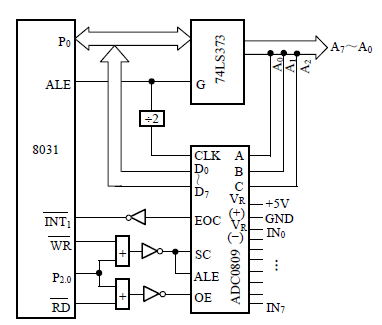 P0
ALE
8031
INT1
WR
P2.0
RD
74LS373
G
A7～A0
A0
A1
A2
÷2
CLK
D0
～
D7
EOC
SC
ALE
OE
A
B
C
VR
(+)
VR
(−)
ADC0809
+5V
GND
IN0
⋮
IN7
+
+